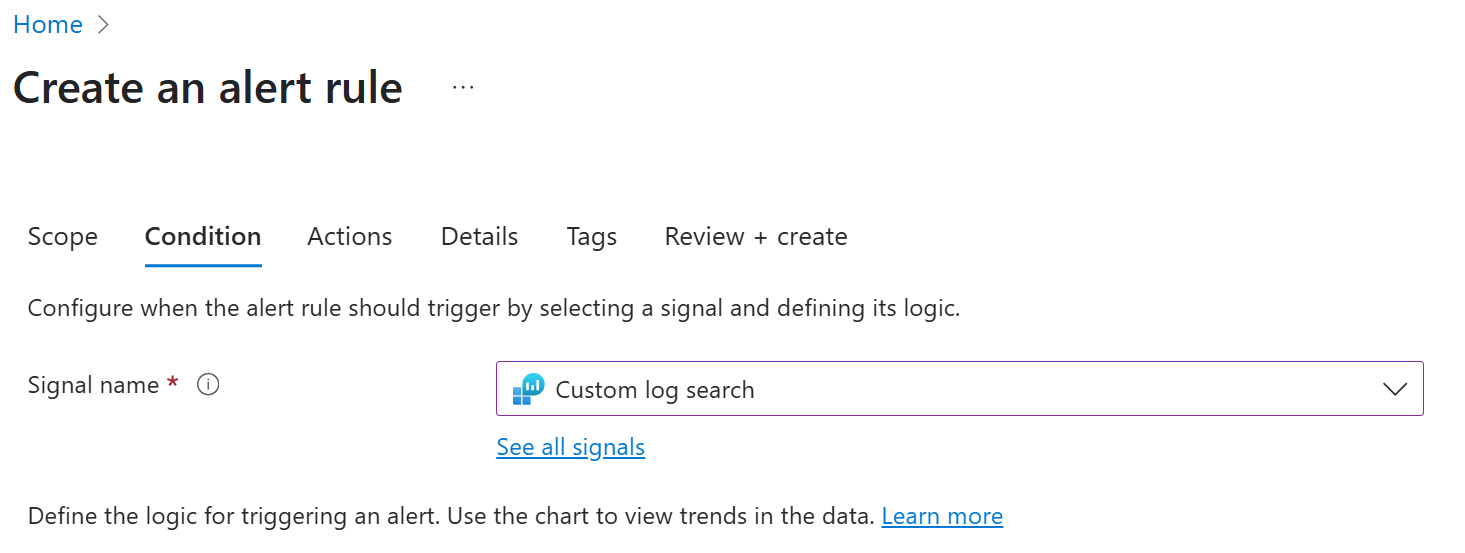 Home
Create an alert rule ...
Scope Condition Actions Details Tags Review + create
Configure when the alert rule should trigger by selecting a signal and defining its logic.
Signal name * Custom log search
See all signals
Define the logic for triggering an alert. Use the chart to view trends in the data. Learn more